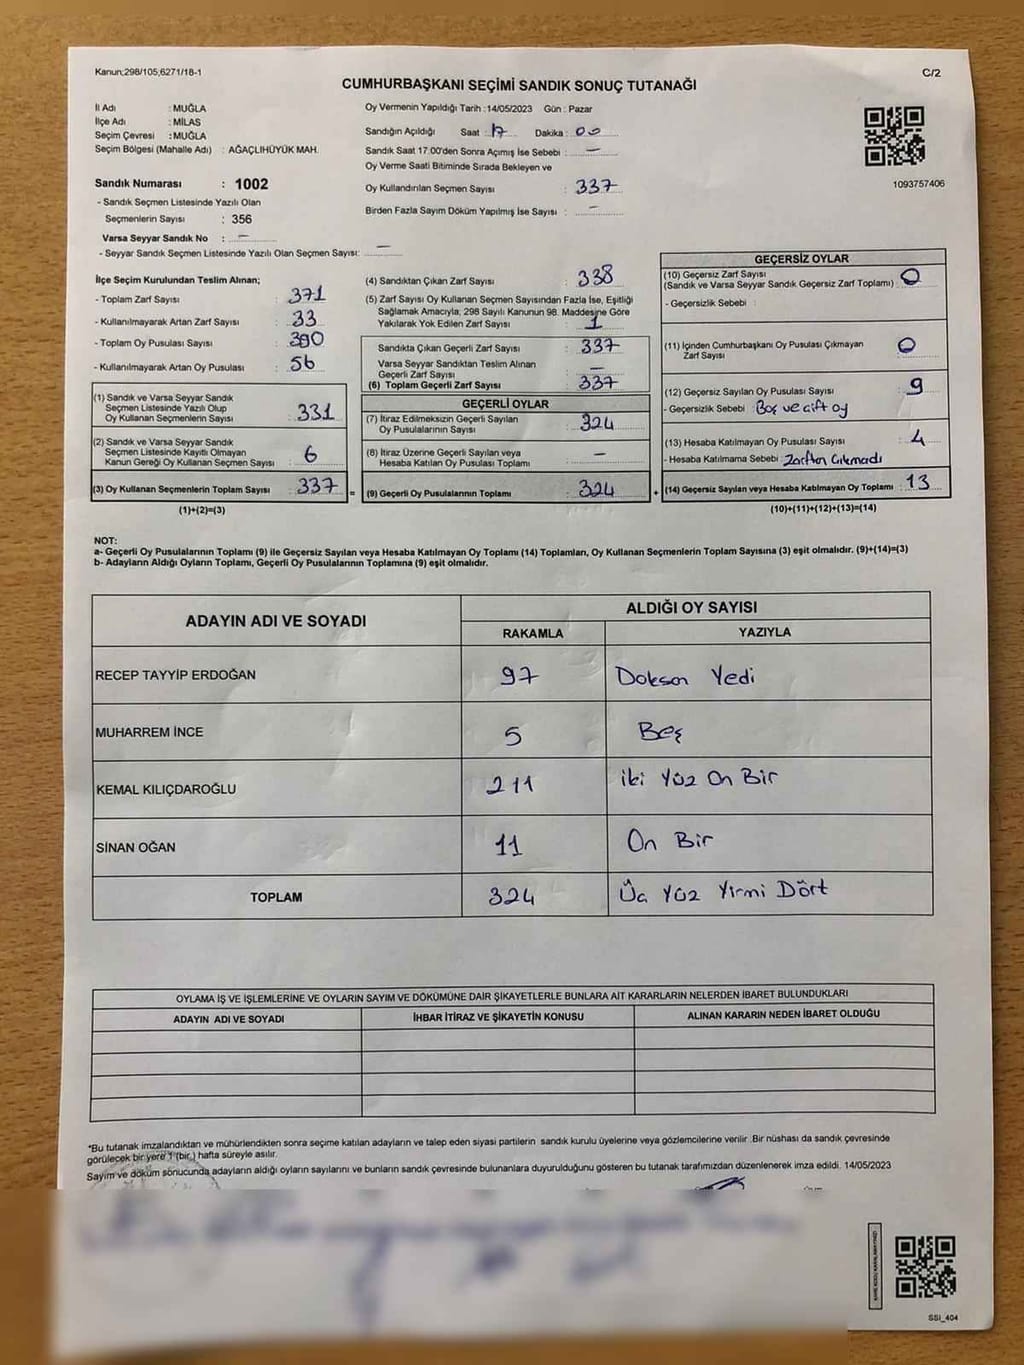 Kanun;298/105;6271/18-1
C/2
CUMHURBAŞKANI SEÇİMİ SANDIK SONUÇ TUTANAĞI
İl Adı : MUĞLA
İlçe Adı : MİLAS
Seçim Çevresi : MUĞLA
Seçim Bölgesi (Mahalle Adı) : AĞAÇLIHÜYÜK MAH.
Sandık Numarası : 1002
- Sandık Seçmen Listesinde Yazılı Olan
Seçmenlerin Sayısı : 356
Varsa Seyyar Sandık No : -
- Seyyar Sandık Seçmen Listesinde Yazılı Olan Seçmen Sayısı: -
Oy Vermenin Yapıldığı Tarih : 14/05/2023 Gün : Pazar
Sandığın Açıldığı Saat : 17 Dakika : 00
Sandık Saat 17:00'den Sonra Açımış İse Sebebi : -
Oy Verme Saati Bitiminde Sırada Bekleyen ve
Oy Kullandırılan Seçmen Sayısı : 337
Birden Fazla Sayım Döküm Yapılmış İse Sayısı : -
1093757406
İlçe Seçim Kurulundan Teslim Alınan;
- Toplam Zarf Sayısı : 371
- Kullanılmayarak Artan Zarf Sayısı : 33
- Toplam Oy Pusulası Sayısı : 390
- Kullanılmayarak Artan Oy Pusulası : 56
(1) Sandık ve Varsa Seyyar Sandık
Seçmen Listesinde Yazılı Olup
Oy Kullanan Seçmenlerin Sayısı : 331
(2) Sandık ve Varsa Seyyar Sandık
Seçmen Listesinde Kayıtlı Olmayan
Kanun Gereği Oy Kullanan Seçmen Sayısı : 6
(3) Oy Kullanan Seçmenlerin Toplam Sayısı : 337 =
(1)+(2)=(3)
(4) Sandıktan Çıkan Zarf Sayısı : 338
(5) Zarf Sayısı Oy Kullanan Seçmen Sayısından Fazla İse, Eşitliği
Sağlamak Amacıyla; 298 Sayılı Kanunun 98. Maddesine Göre
Yakılarak Yok Edilen Zarf Sayısı : 1
Sandıkta Çıkan Geçerli Zarf Sayısı : 337
Varsa Seyyar Sandıktan Teslim Alınan
Geçerli Zarf Sayısı : -
(6) Toplam Geçerli Zarf Sayısı : 337
GEÇERLİ OYLAR
(7) İtiraz Edilmeksizin Geçerli Sayılan
Oy Pusulalarının Sayısı : 324
(8) İtiraz Üzerine Geçerli Sayılan veya
Hesaba Katılan Oy Pusulası Toplamı : -
(9) Geçerli Oy Pusulalarının Toplamı : 324 +
GEÇERSİZ OYLAR
(10) Geçersiz Zarf Sayısı
(Sandık ve Varsa Seyyar Sandık Geçersiz Zarf Toplamı) : 0
- Geçersizlik Sebebi :
(11) İçinden Cumhurbaşkanı Oy Pusulası Çıkmayan
Zarf Sayısı : 0
(12) Geçersiz Sayılan Oy Pusulası Sayısı : 9
- Geçersizlik Sebebi : Boş ve çift oy
(13) Hesaba Katılmayan Oy Pusulası Sayısı : 4
- Hesaba Katılmama Sebebi : Zarftan Çıkmadı
(14) Geçersiz Sayılan veya Hesaba Katılmayan Oy Toplamı : 13
(10)+(11)+(12)+(13)=(14)
NOT:
a- Geçerli Oy Pusulalarının Toplamı (9) ile Geçersiz Sayılan veya Hesaba Katılmayan Oy Toplamı (14) Toplamları, Oy Kullanan Seçmenlerin Toplam Sayısına (3) eşit olmalıdır. (9)+(14)=(3)
b- Adayların Aldığı Oyların Toplamı, Geçerli Oy Pusulalarının Toplamına (9) eşit olmalıdır.
ADAYIN ADI VE SOYADI ALDIĞI OY SAYISI
RAKAMLA YAZIYLA
RECEP TAYYİP ERDOĞAN 97 Doksan Yedi
MUHARREM İNCE 5 Beş
KEMAL KILIÇDAROĞLU 211 iki Yüz On Bir
SİNAN OĞAN 11 On Bir
TOPLAM 324 Üç Yüz Yirmi Dört
OYLAMA İŞ VE İŞLEMLERİNE VE OYLARIN SAYIM VE DÖKÜMÜNE DAİR ŞİKAYETLERLE BUNLARA AİT KARARLARIN NELERDEN İBARET BULUNDUKLARI
ADAYIN ADI VE SOYADI İHBAR İTİRAZ VE ŞİKAYETİN KONUSU ALINAN KARARIN NEDEN İBARET OLDUĞU
*Bu tutanak imzalandıktan ve mühürlendikten sonra seçime katılan adayların ve talep eden siyasi partilerin sandık kurulu üyelerine veya gözlemcilerine verilir .Bir nüshası da sandık çevresinde
görülecek bir yere 1 (bir) hafta süreyle asılır.
Sayım ve döküm sonucunda adayların aldığı oyların sayılarını ve bunların sandık çevresinde bulunanlara duyurulduğunu gösteren bu tutanak tarafımızdan düzenlenerek imza edildi. 14/05/2023
SSİ_404